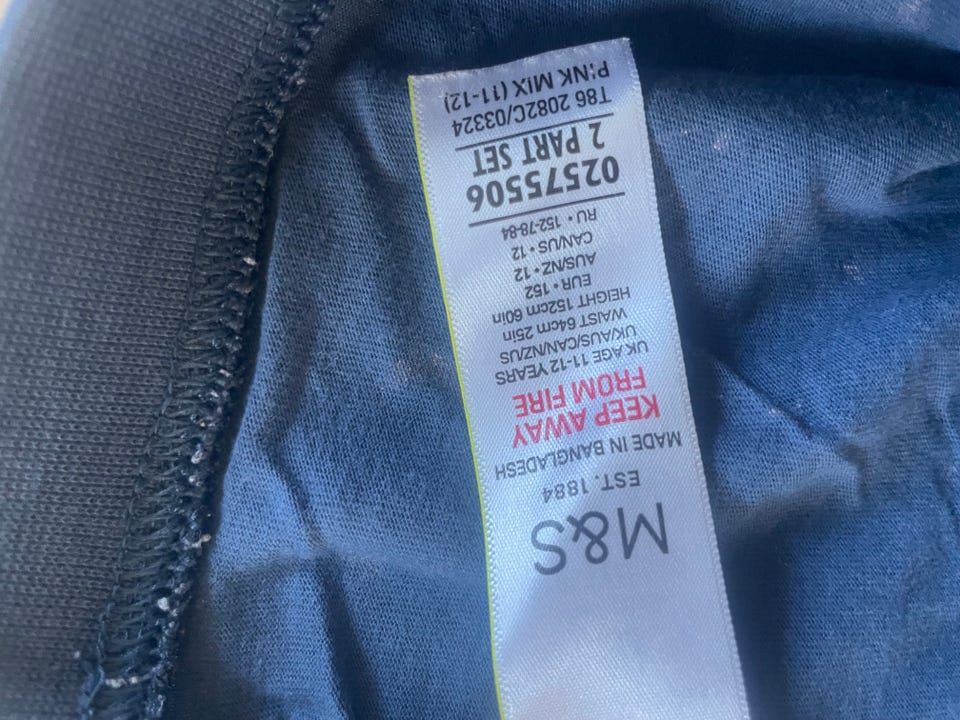 M&S
EST. 1884
MADE IN BANGLADESH
KEEP AWAY
FROM FIRE
UK AGE 11-12 YEARS
UK/AUS/CAN/NZ/US
WAIST 64cm 25in
HEIGHT 152cm 60in
EUR • 152
AUS/NZ • 12
CAN/US • 12
RU • 152-78-84
02575506
2 PART SET
T86 2082C/03324
PINK MIX (11-12)